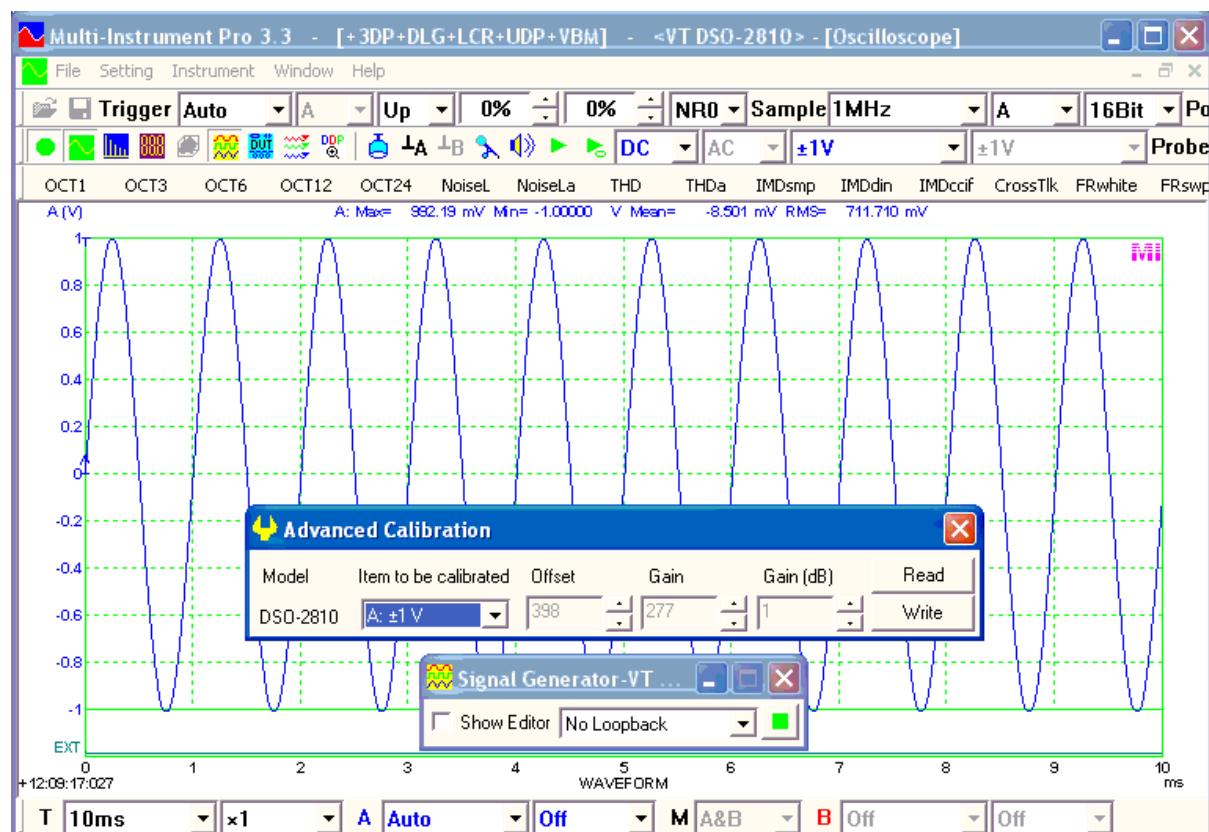 Multi-Instrument Pro 3.3 - [+3DP+DLG+LCR+UDP+VBM] - <VT DSO-2810> - [Oscilloscope]
File Setting Instrument Window Help
Trigger Auto A Up 0% 0% NR0 Sample 1MHz A 16Bit Po
DUT DDP A B DC AC ±1V ±1V Probe
OCT1 OCT3 OCT6 OCT12 OCT24 NoiseL NoiseLa THD THDa IMDsmp IMDdin IMDccif CrossTlk FRwhite FRswp
A (V) A: Max= 992.19 mV Min= -1.00000 V Mean= -8.501 mV RMS= 711.710 mV
1
MI
0.8
0.6
0.4
0.2
0
-0.2
-0.4
-0.6
-0.8
-1
Advanced Calibration
Model Item to be calibrated Offset Gain Gain (dB) Read
DSO-2810 A: ±1 V 398 277 1 Write
Signal Generator-VT ...
Show Editor No Loopback
EXT
0 1 2 3 4 5 6 7 8 9 10
+12:09:17:027 WAVEFORM ms
T 10ms ×1 A Auto Off M A&B B Off Off